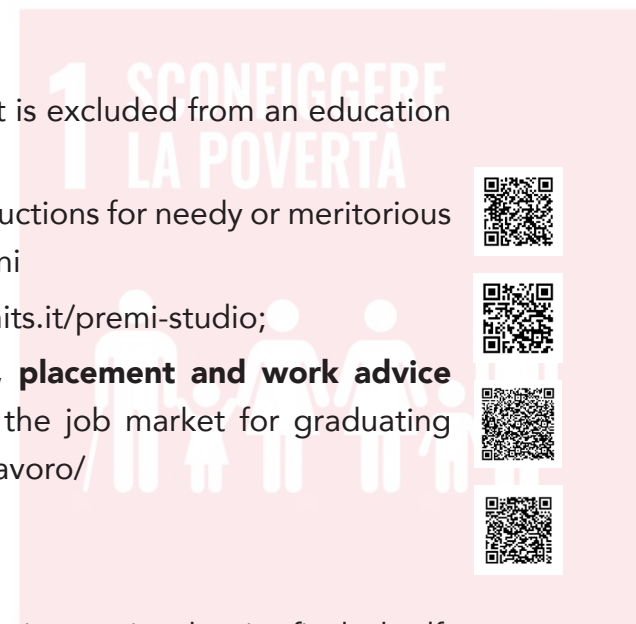 1 SCONFIGGERE
LA POVERTÀ
t is excluded from an education
uctions for needy or meritorious
ni
its.it/premi-studio;
, placement and work advice
the job market for graduating
avoro/